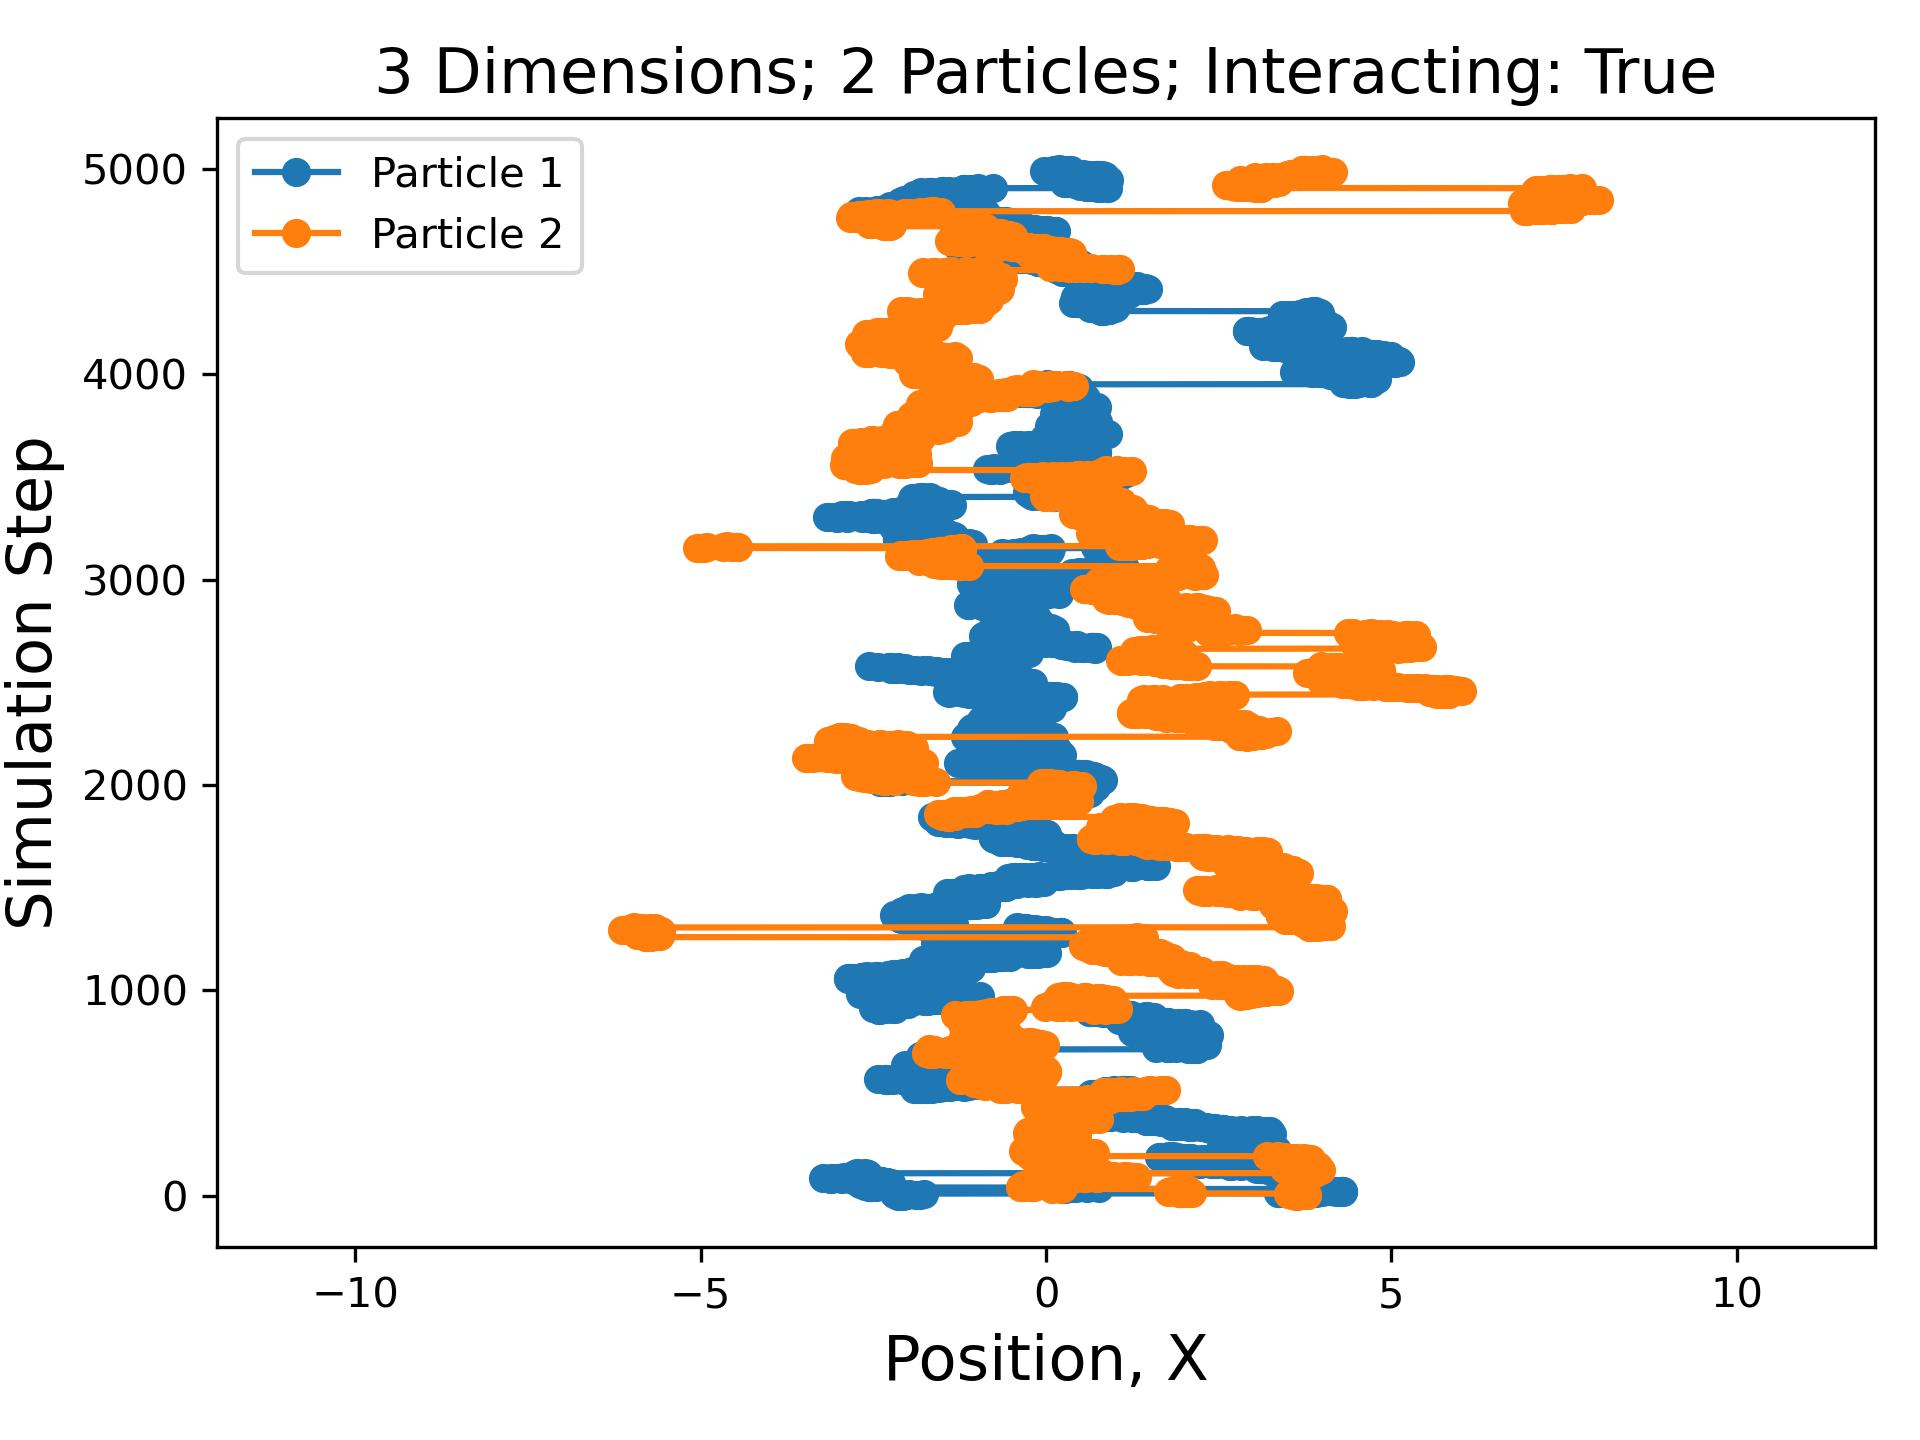 3 Dimensions; 2 Particles; Interacting: True
Particle 1
Particle 2
5000
4000
3000
2000
1000
0
Simulation Step
−10
−5
0
5
10
Position, X